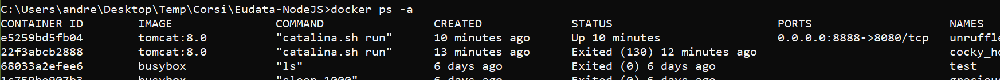 C:\Users\andre\Desktop\Temp\Corsi\Eudata-NodeJS>docker ps -a
CONTAINER ID IMAGE COMMAND CREATED STATUS PORTS NAMES
e5259bd5fb04 tomcat:8.0 "catalina.sh run" 10 minutes ago Up 10 minutes 0.0.0.0:8888->8080/tcp unruffle
22f3abcb2888 tomcat:8.0 "catalina.sh run" 13 minutes ago Exited (130) 12 minutes ago cocky_ho
68033a2efee6 busybox "ls" 6 days ago Exited (0) 6 days ago test
1c759be907b3 busybox "sleep 1000" 6 days ago Exited (0) 6 days ago